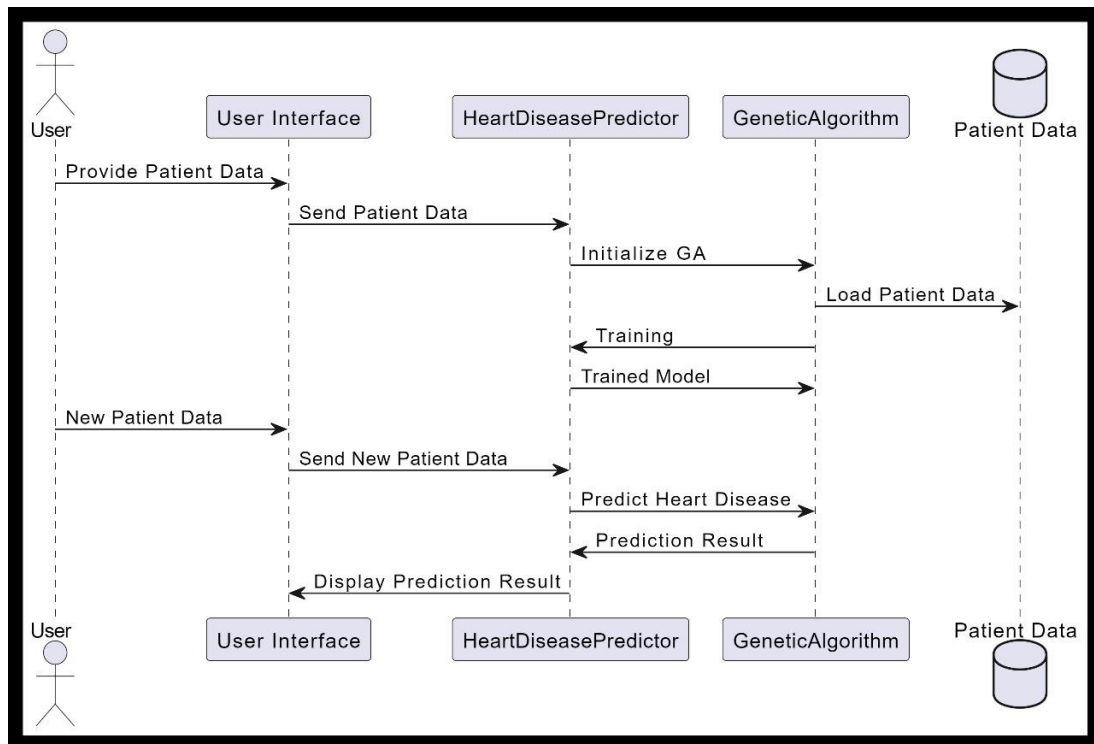 User
User Interface
HeartDiseasePredictor
GeneticAlgorithm
Patient Data
Provide Patient Data
Send Patient Data
Initialize GA
Load Patient Data
Training
Trained Model
New Patient Data
Send New Patient Data
Predict Heart Disease
Prediction Result
Display Prediction Result
User
User Interface
HeartDiseasePredictor
GeneticAlgorithm
Patient Data